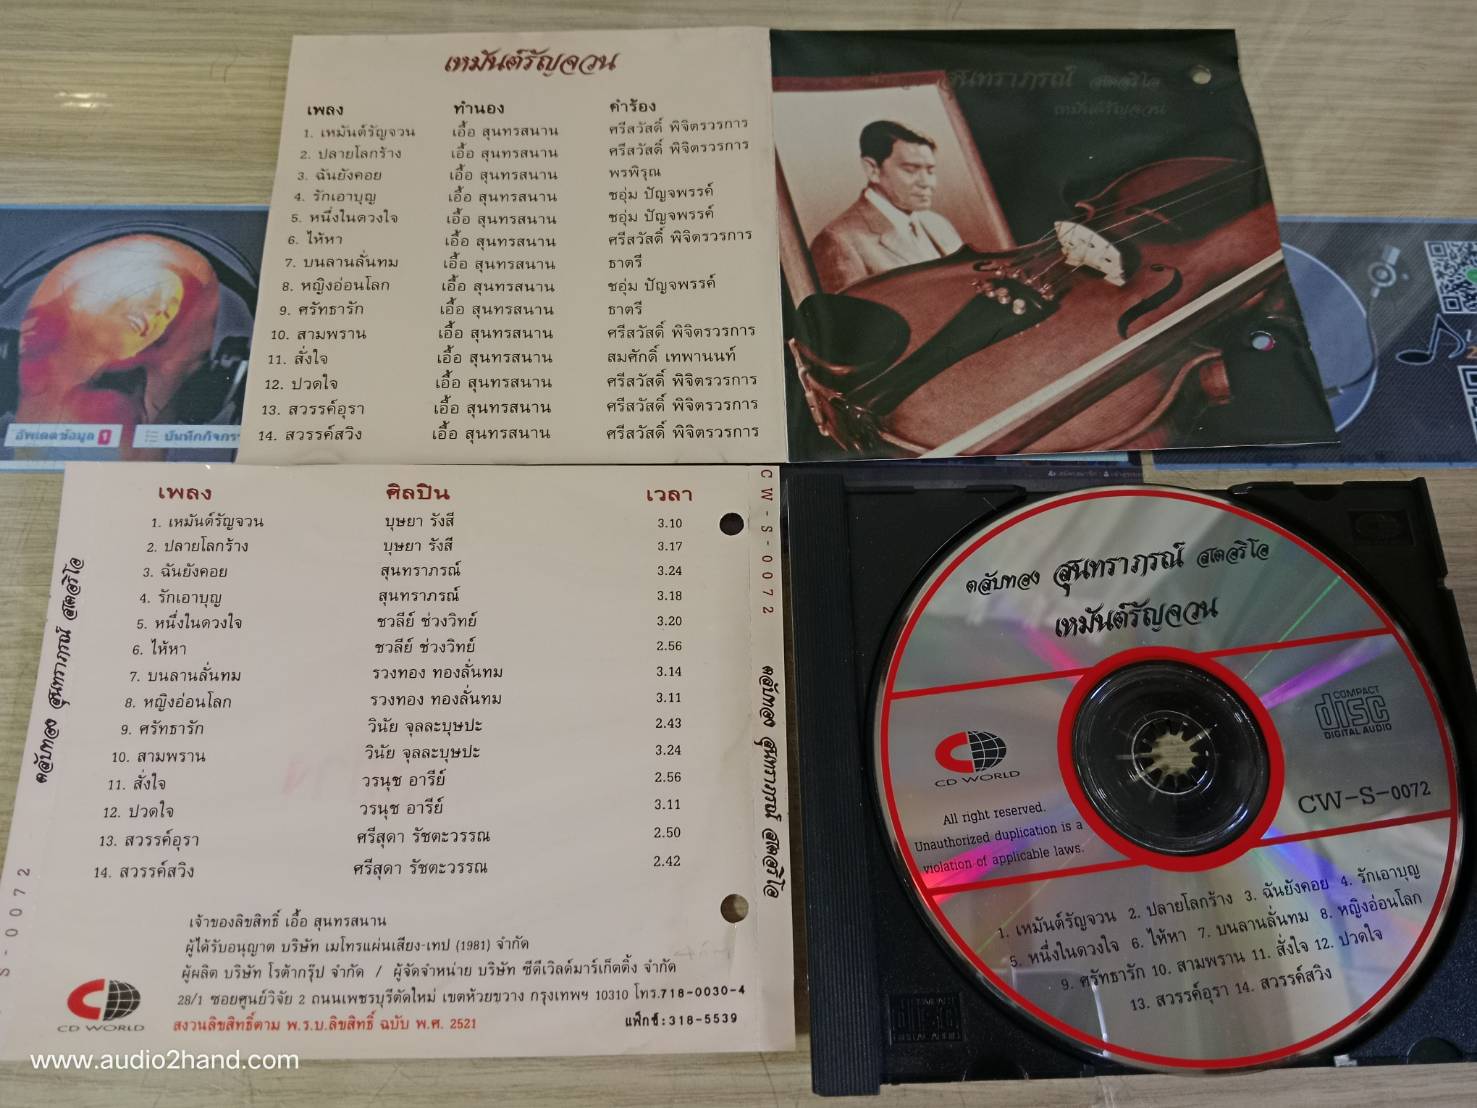 เหมันต์รัญจวน
เพลง ทำนอง คำร้อง
1. เหมันต์รัญจวน เอื้อ สุนทรสนาน ศรีสวัสดิ์ พิจิตรวรการ
2. ปลายโลกร้าง เอื้อ สุนทรสนาน ศรีสวัสดิ์ พิจิตรวรการ
3. ฉันยังคอย เอื้อ สุนทรสนาน พรพิรุณ
4. รักเอาบุญ เอื้อ สุนทรสนาน ชอุ่ม ปัญจพรรค์
5. หนึ่งในดวงใจ เอื้อ สุนทรสนาน ชอุ่ม ปัญจพรรค์
6. ไห้หา เอื้อ สุนทรสนาน ศรีสวัสดิ์ พิจิตรวรการ
7. บนลานลั่นทม เอื้อ สุนทรสนาน ธาตรี
8. หญิงอ่อนโลก เอื้อ สุนทรสนาน ชอุ่ม ปัญจพรรค์
9. ศรัทธารัก เอื้อ สุนทรสนาน ธาตรี
10. สามพราน เอื้อ สุนทรสนาน ศรีสวัสดิ์ พิจิตรวรการ
11. สั่งใจ เอื้อ สุนทรสนาน สมศักดิ์ เทพานนท์
12. ปวดใจ เอื้อ สุนทรสนาน ศรีสวัสดิ์ พิจิตรวรการ
13. สวรรค์อุรา เอื้อ สุนทรสนาน ศรีสวัสดิ์ พิจิตรวรการ
14. สวรรค์สวิง เอื้อ สุนทรสนาน ศรีสวัสดิ์ พิจิตรวรการ
สุนทราภรณ์ สเตอริโอ
เหมันต์รัญจวน
อัพเดตข้อมูล 1
เพลง ศิลปิน เวลา
1. เหมันต์รัญจวน บุษยา รังสี 3.10
2. ปลายโลกร้าง บุษยา รังสี 3.17
3. ฉันยังคอย สุนทราภรณ์ 3.24
4. รักเอาบุญ สุนทราภรณ์ 3.18
5. หนึ่งในดวงใจ ชวลีย์ ช่วงวิทย์ 3.20
6. ไห้หา ชวลีย์ ช่วงวิทย์ 2.56
7. บนลานลั่นทม รวงทอง ทองลั่นทม 3.14
8. หญิงอ่อนโลก รวงทอง ทองลั่นทม 3.11
9. ศรัทธารัก วินัย จุลละบุษปะ 2.43
10. สามพราน วินัย จุลละบุษปะ 3.24
11. สั่งใจ วรนุช อารีย์ 2.56
12. ปวดใจ วรนุช อารีย์ 3.11
13. สวรรค์อุรา ศรีสุดา รัชตะวรรณ 2.50
14. สวรรค์สวิง ศรีสุดา รัชตะวรรณ 2.42
เจ้าของลิขสิทธิ์ เอื้อ สุนทรสนาน
ผู้ได้รับอนุญาต บริษัท เมโทรแผ่นเสียง-เทป (1981) จำกัด
ผู้ผลิต บริษัท โรต้ากรุ๊ป จำกัด / ผู้จัดจำหน่าย บริษัท ซีดีเวิลด์มาร์เก็ตติ้ง จำกัด
28/1 ซอยศูนย์วิจัย 2 ถนนเพชรบุรีตัดใหม่ เขตห้วยขวาง กรุงเทพฯ 10310 โทร.718-0030-4
สงวนลิขสิทธิ์ตาม พ.ร.บ.ลิขสิทธิ์ ฉบับ พ.ศ. 2521 แฟ็กซ์:318-5539
CD WORLD
ตลับทอง สุนทราภรณ์ สเตอริโอ
S-0072
CW-S-0072
ตลับทอง สุนทราภรณ์ สเตอริโอ
ตลับทอง สุนทราภรณ์ สเตอริโอ
เหมันต์รัญจวน
COMPACT
disc
DIGITAL AUDIO
CD WORLD
CW-S-0072
All right reserved.
Unauthorized duplication is a
violation of applicable laws.
1. เหมันต์รัญจวน 2. ปลายโลกร้าง 3. ฉันยังคอย 4. รักเอาบุญ
5. หนึ่งในดวงใจ 6. ไห้หา 7. บนลานลั่นทม 8. หญิงอ่อนโลก
9. ศรัทธารัก 10. สามพราน 11. สั่งใจ 12. ปวดใจ
13. สวรรค์อุรา 14. สวรรค์สวิง
www.audio2hand.com